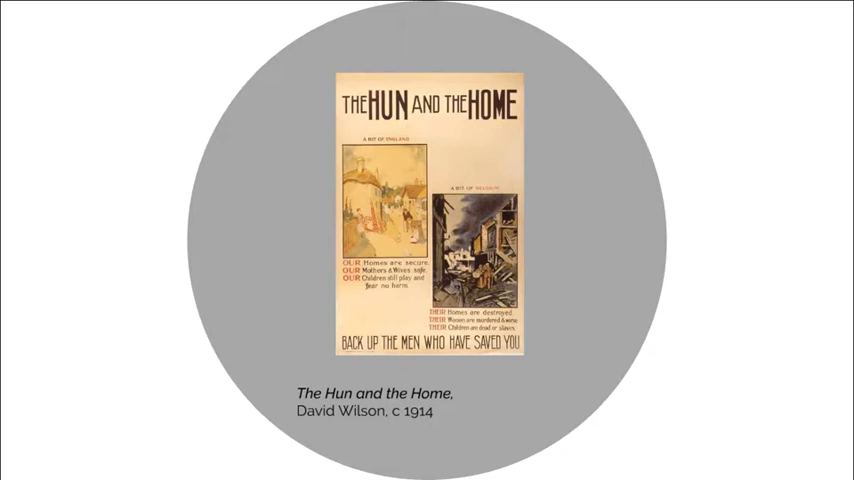 THE HUN AND THE HOME
A BIT OF ENGLAND
OUR Homes are secure.
OUR Mothers & Wives safe.
OUR Children still play and
fear no harm.
A BIT OF BELGIUM
THEIR Homes are destroyed.
THEIR Women are murdered & worse
THEIR Children are dead or slaves.
BACK UP THE MEN WHO HAVE SAVED YOU
The Hun and the Home,
David Wilson, c 1914